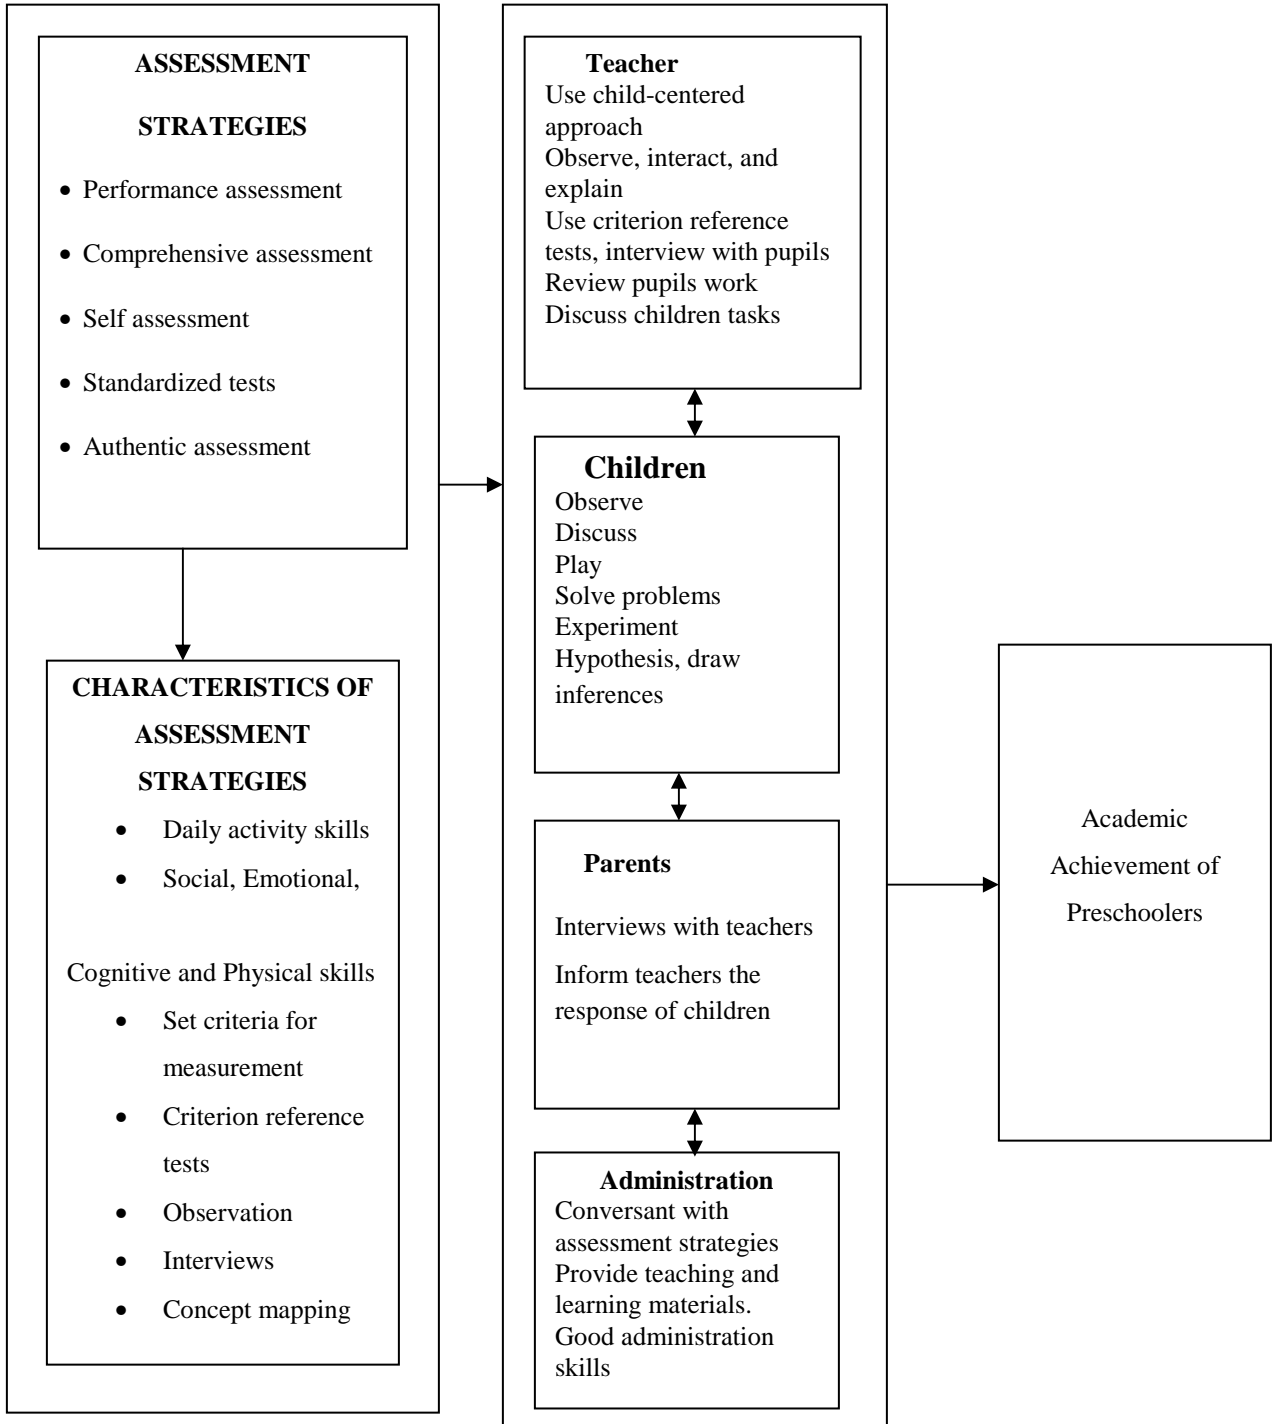 ASSESSMENT
STRATEGIES
• Performance assessment
• Comprehensive assessment
• Self assessment
• Standardized tests
• Authentic assessment
CHARACTERISTICS OF
ASSESSMENT
STRATEGIES
• Daily activity skills
• Social, Emotional,
Cognitive and Physical skills
• Set criteria for
measurement
• Criterion reference
tests
• Observation
• Interviews
• Concept mapping
Teacher
Use child-centered
approach
Observe, interact, and
explain
Use criterion reference
tests, interview with pupils
Review pupils work
Discuss children tasks
Children
Observe
Discuss
Play
Solve problems
Experiment
Hypothesis, draw
inferences
Parents
Interviews with teachers
Inform teachers the
response of children
Administration
Conversant with
assessment strategies
Provide teaching and
learning materials.
Good administration
skills
Academic
Achievement of
Preschoolers